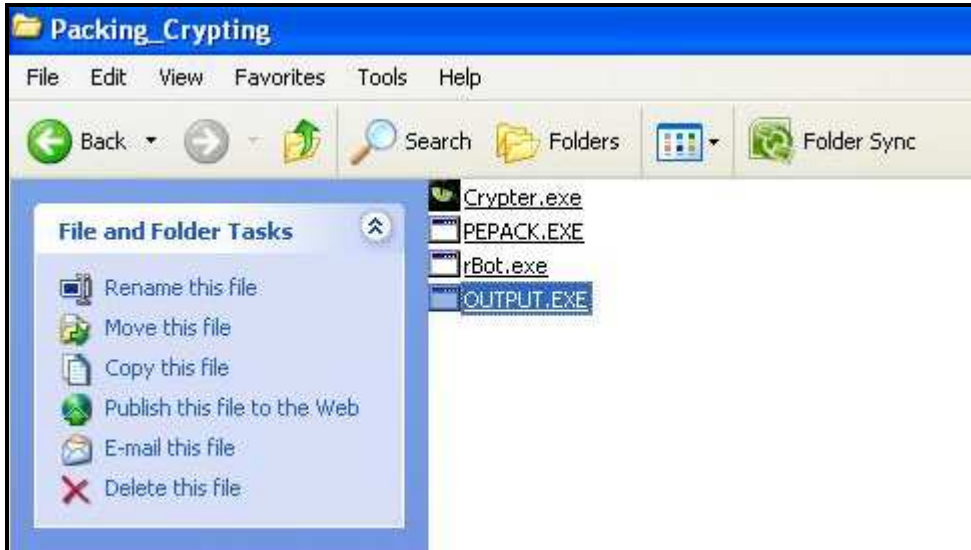 Packing_Crypting
File Edit View Favorites Tools Help
Back Search Folders Folder Sync
File and Folder Tasks
Rename this file
Move this file
Copy this file
Publish this file to the Web
E-mail this file
Delete this file
Crypter.exe
PEPACK.EXE
rBot.exe
OUTPUT.EXE